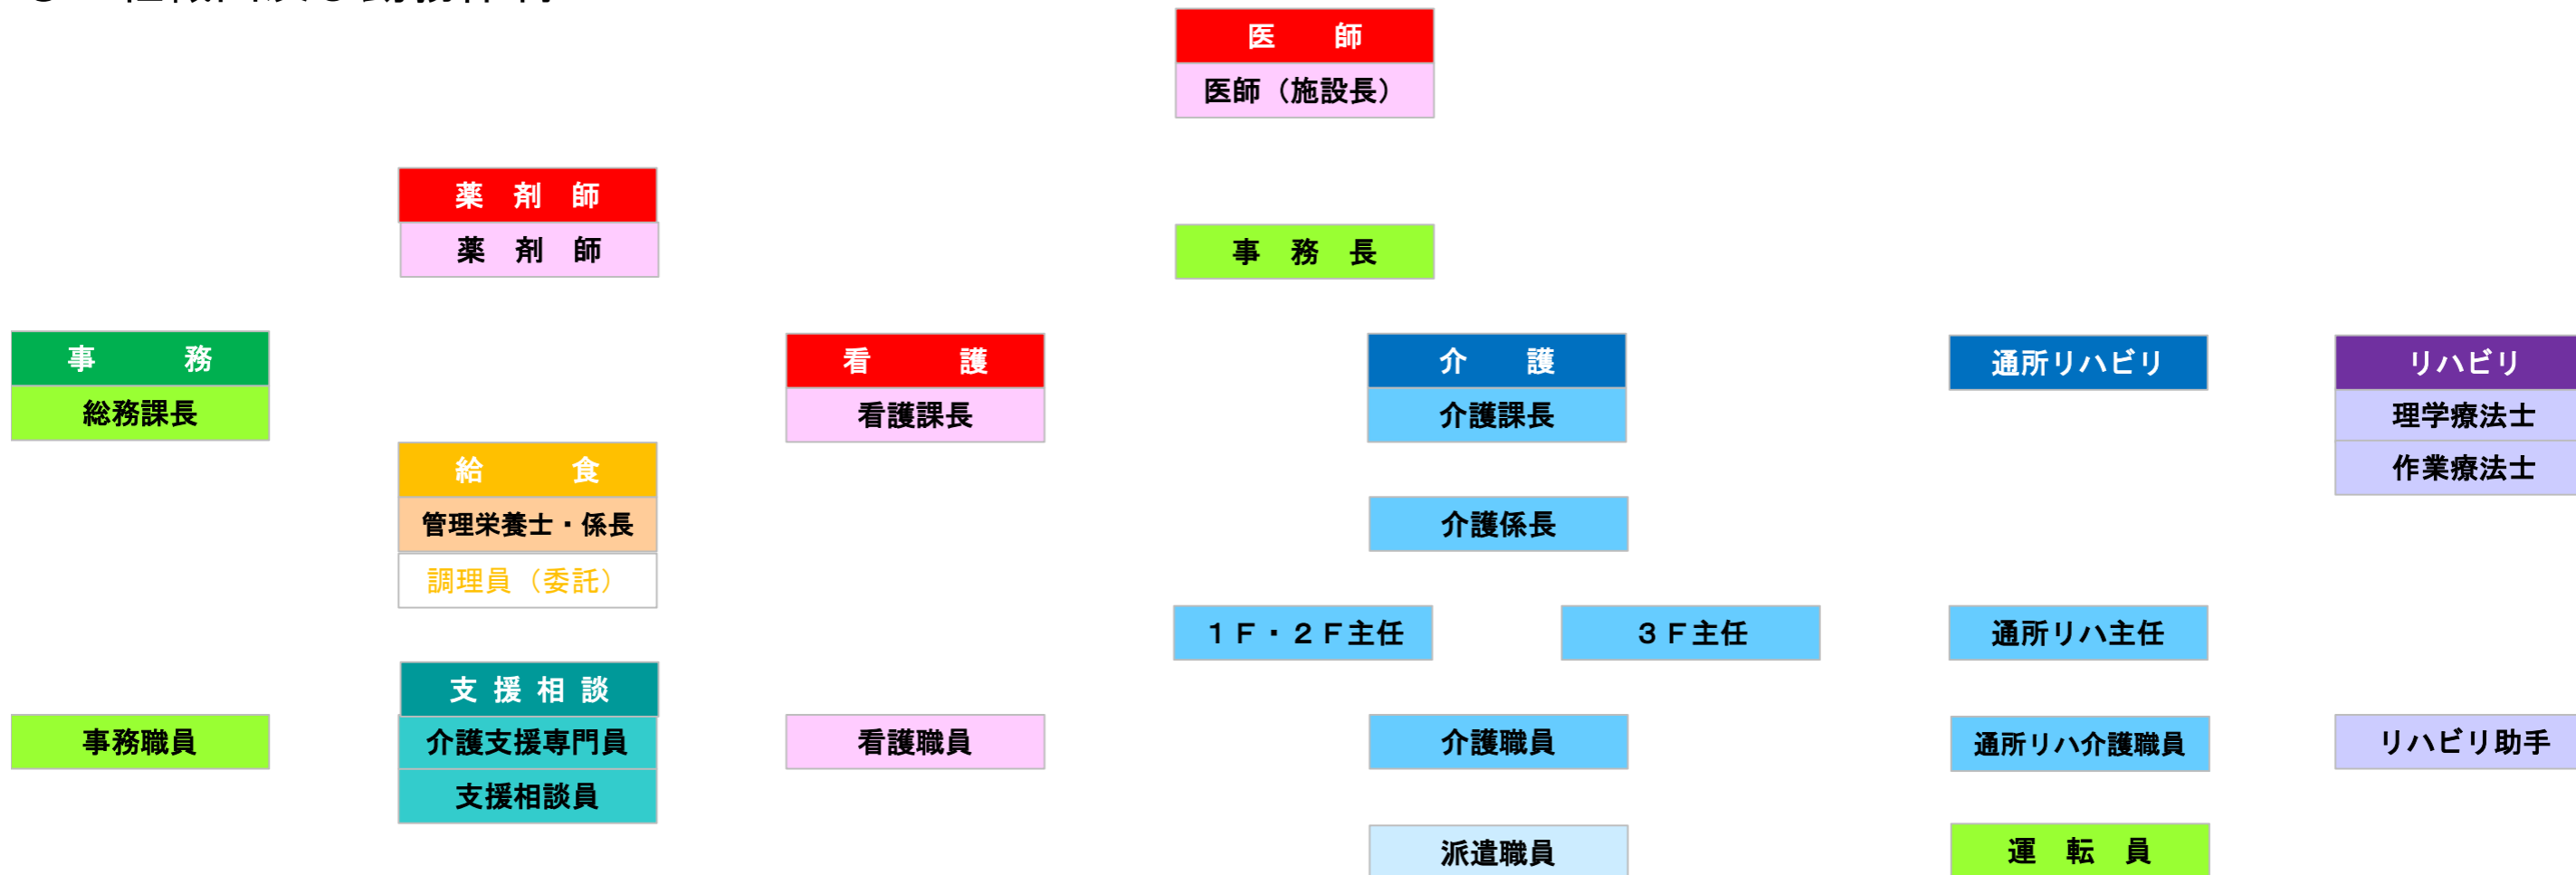 医　師
医師（施設長）
薬　剤　師
薬　剤　師
事　務　長
事　　務
総務課長
看　　護
看護課長
介　護
介護課長
通所リハビリ
リハビリ
理学療法士
作業療法士
給　　食
管理栄養士・係長
調理員（委託）
介護係長
１Ｆ・２Ｆ主任
３Ｆ主任
通所リハ主任
支 援 相 談
介護支援専門員
支援相談員
事務職員
看護職員
介護職員
通所リハ介護職員
リハビリ助手
派遣職員
運　転　員